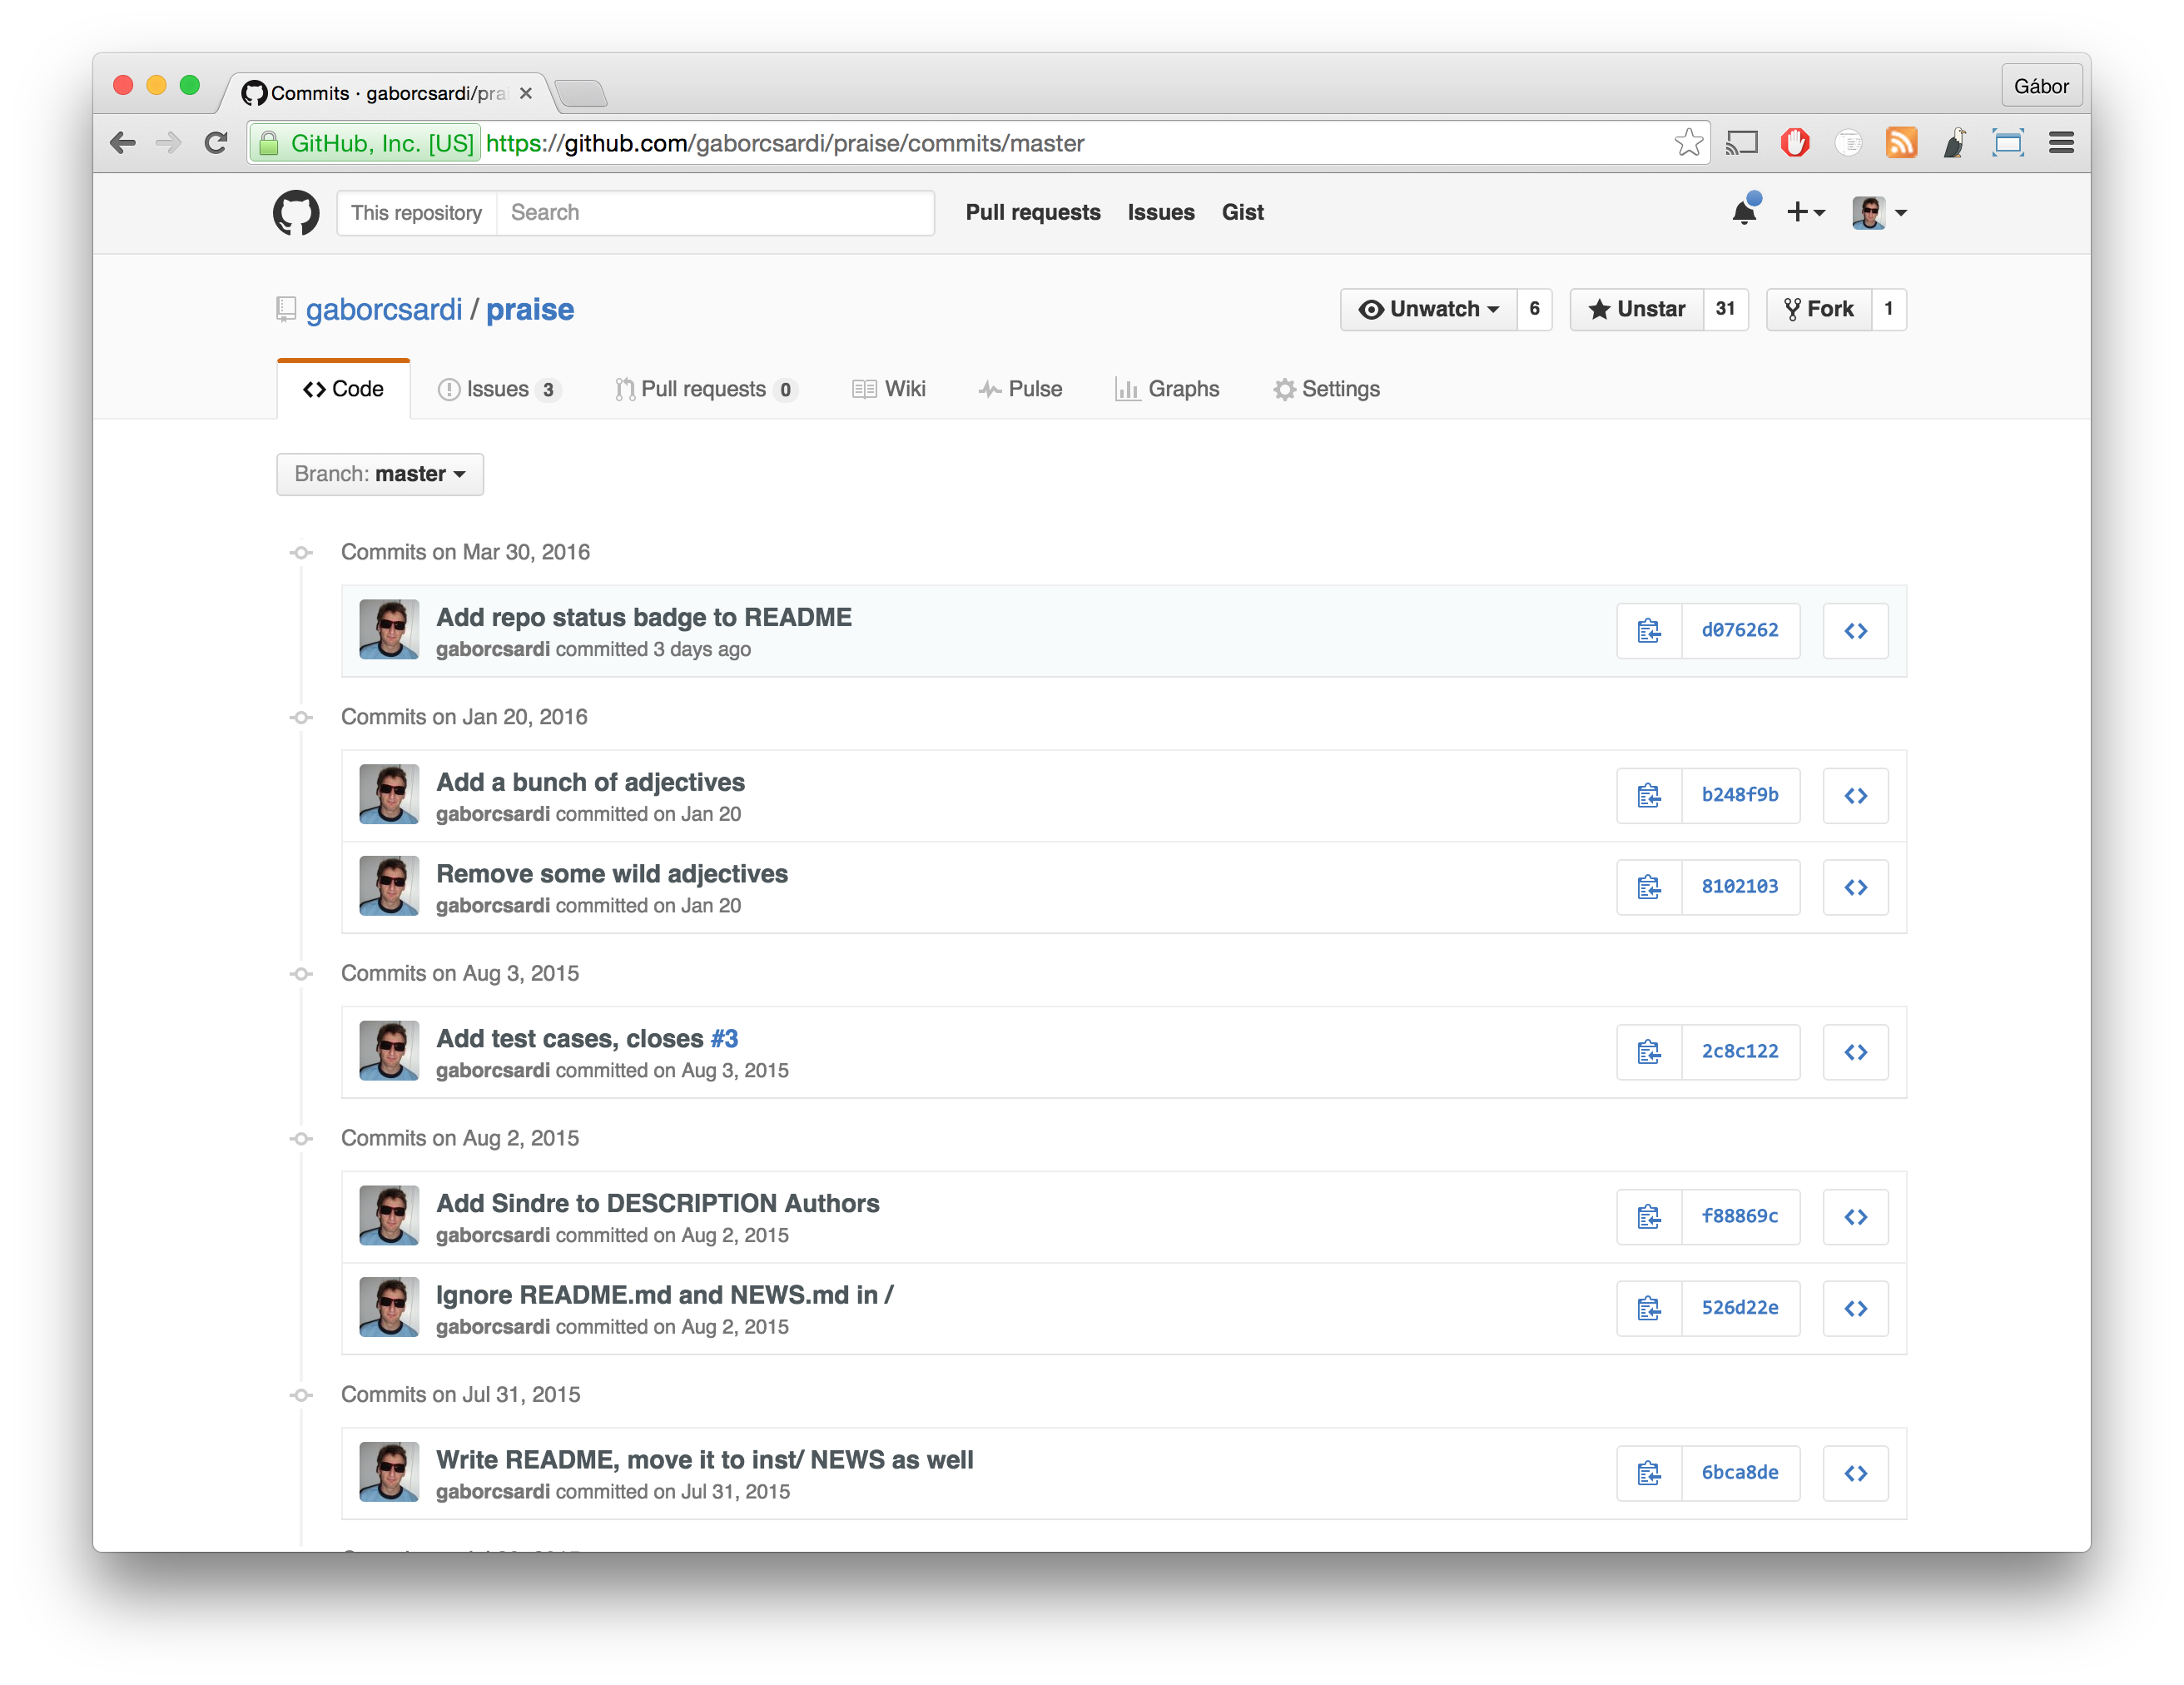 Commits · gaborcsardi/pra
Gábor
GitHub, Inc. [US] https://github.com/gaborcsardi/praise/commits/master
This repository Search Pull requests Issues Gist
gaborcsardi / praise Unwatch 6 Unstar 31 Fork 1
Code Issues 3 Pull requests 0 Wiki Pulse Graphs Settings
Branch: master
Commits on Mar 30, 2016
Add repo status badge to README
gaborcsardi committed 3 days ago
d076262
Commits on Jan 20, 2016
Add a bunch of adjectives
gaborcsardi committed on Jan 20
b248f9b
Remove some wild adjectives
gaborcsardi committed on Jan 20
8102103
Commits on Aug 3, 2015
Add test cases, closes #3
gaborcsardi committed on Aug 3, 2015
2c8c122
Commits on Aug 2, 2015
Add Sindre to DESCRIPTION Authors
gaborcsardi committed on Aug 2, 2015
f88869c
Ignore README.md and NEWS.md in /
gaborcsardi committed on Aug 2, 2015
526d22e
Commits on Jul 31, 2015
Write README, move it to inst/ NEWS as well
gaborcsardi committed on Jul 31, 2015
6bca8de